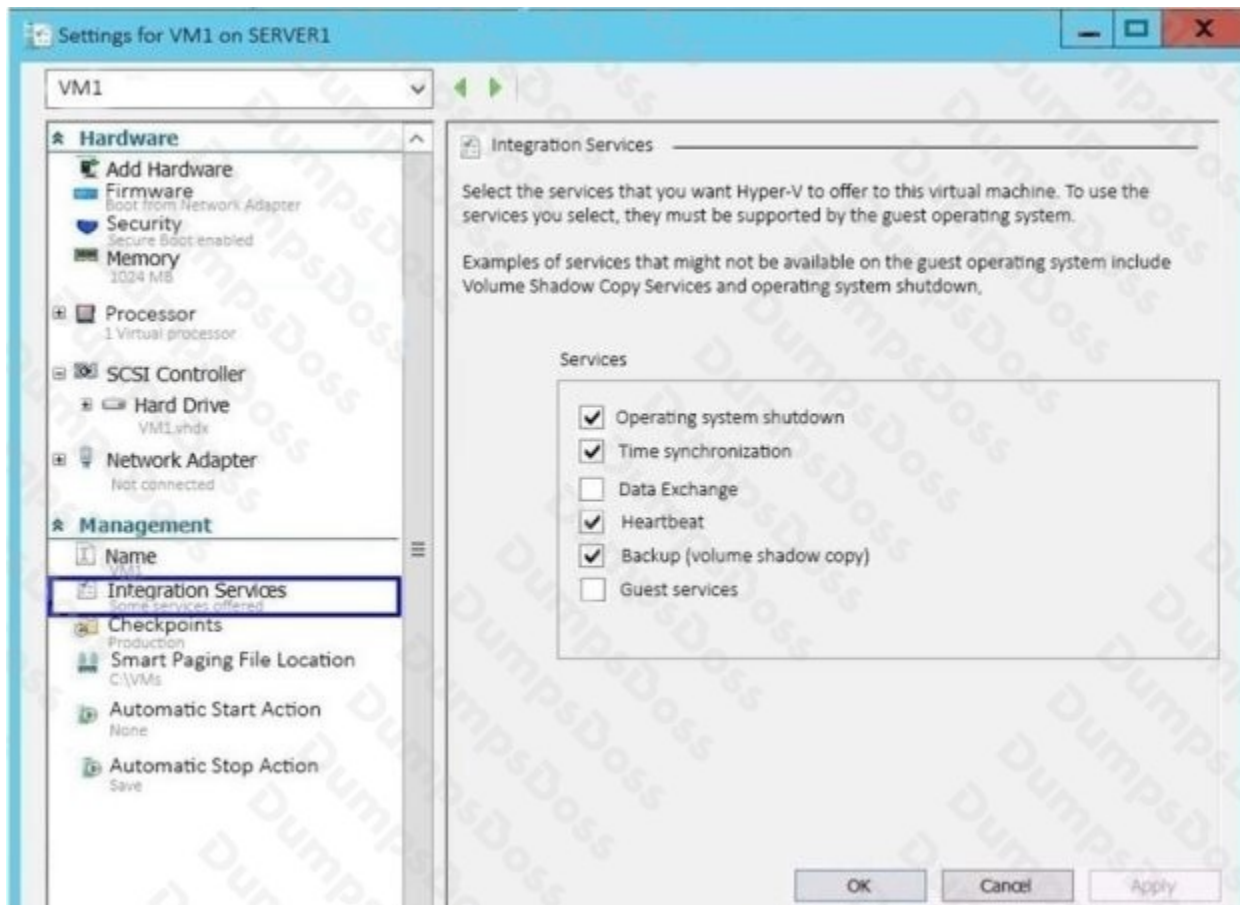 Settings for VM1 on SERVER1
VM1
Hardware
Add Hardware
Firmware
Boot from Network Adapter
Security
Secure Boot enabled
Memory
1024 MB
Processor
1 Virtual processor
SCSI Controller
Hard Drive
VM1.vhdx
Network Adapter
Not connected
Management
Name
VM1
Integration Services
Some services offered
Checkpoints
Production
Smart Paging File Location
C:\VMs
Automatic Start Action
None
Automatic Stop Action
Save
Integration Services
Select the services that you want Hyper-V to offer to this virtual machine. To use the
services you select, they must be supported by the guest operating system.
Examples of services that might not be available on the guest operating system include
Volume Shadow Copy Services and operating system shutdown,
Services
Operating system shutdown
Time synchronization
Data Exchange
Heartbeat
Backup (volume shadow copy)
Guest services
OK
Cancel
Apply
DumpsDoss